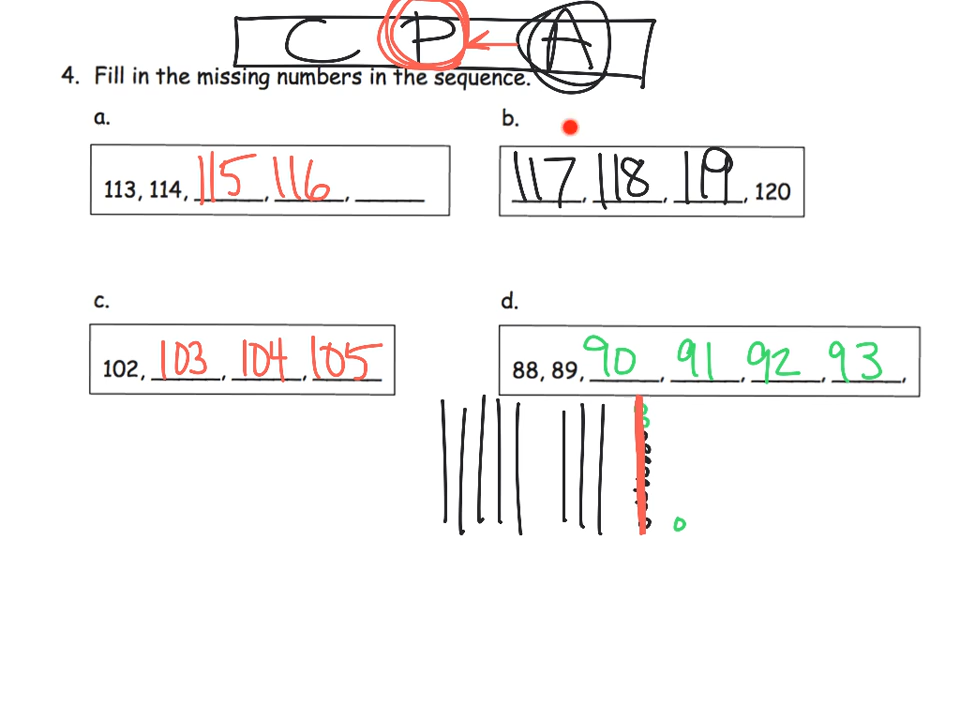 C P ← A
4. Fill in the missing numbers in the sequence.
a.
113, 114, 115, 116, ______
b.
117, 118, 119, 120
c.
102, 103, 104, 105
d.
88, 89, 90, 91, 92, 93,